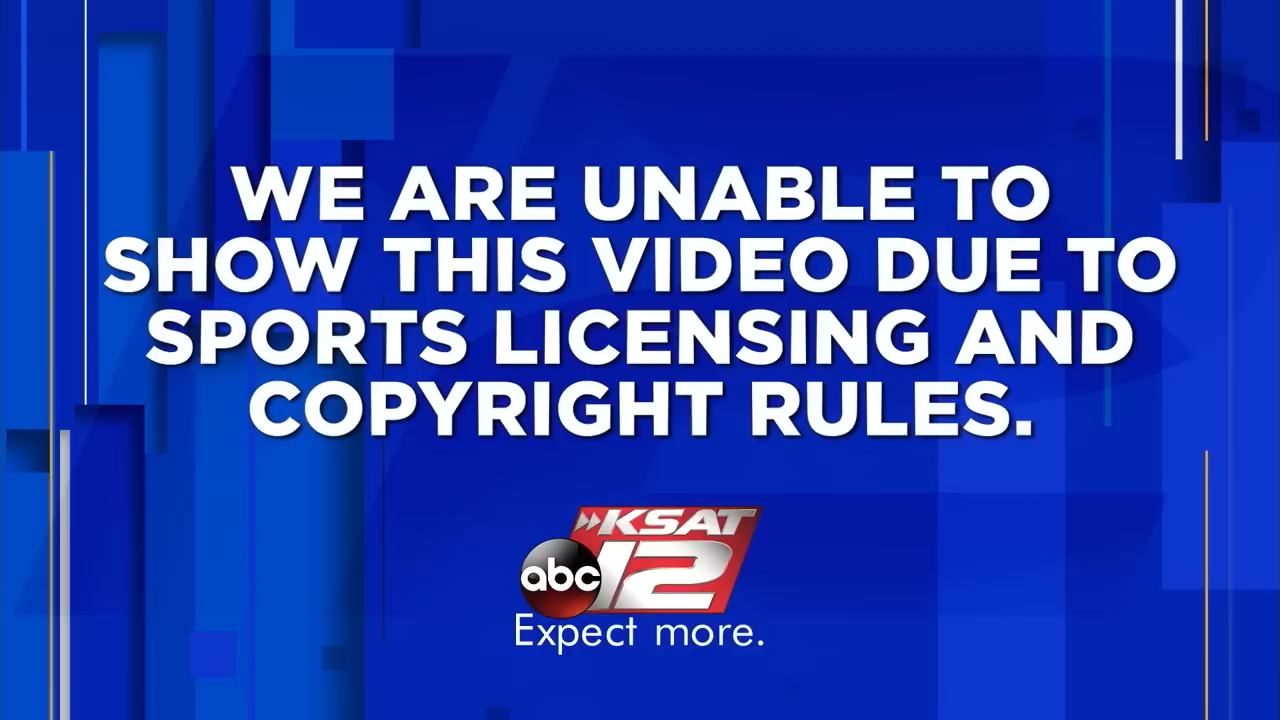 WE ARE UNABLE TO
SHOW THIS VIDEO DUE TO
SPORTS LICENSING AND
COPYRIGHT RULES.
KSAT
abc 12
Expect more.